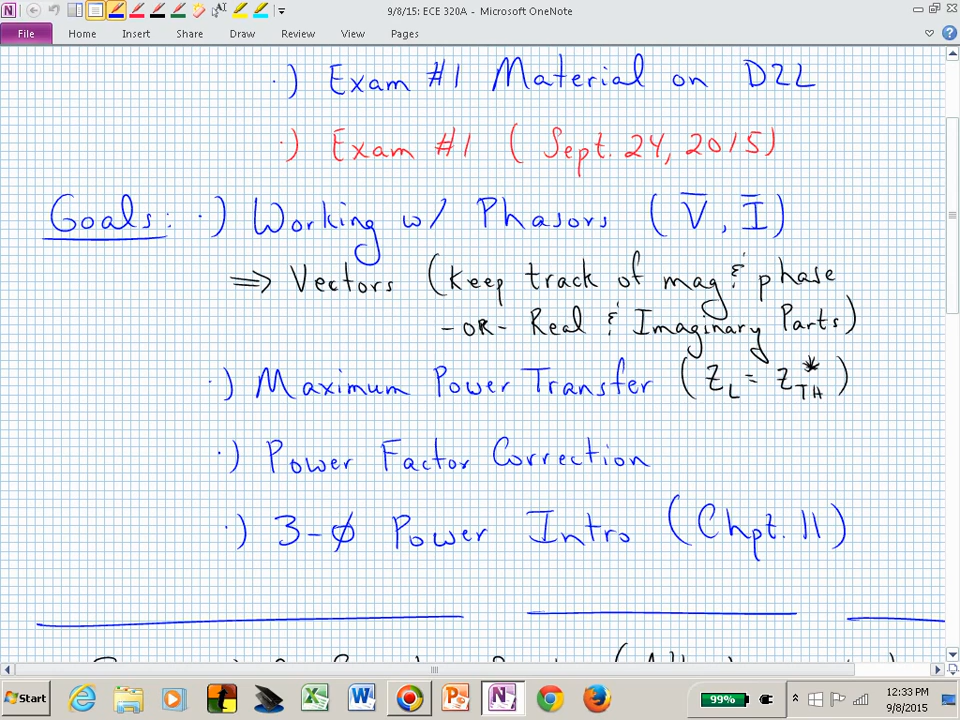 9/8/15: ECE 320A - Microsoft OneNote
File Home Insert Share Draw Review View Pages
·) Exam #1 Material on D2L
·) Exam #1 (Sept. 24, 2015)
Goals: ·) Working w/ Phasors (V̅, I̅)
⇒ Vectors (Keep track of mag & phase
-OR- Real & Imaginary Parts)
·) Maximum Power Transfer (Z_L = Z_TH*)
·) Power Factor Correction
·) 3-∅ Power Intro (Chpt. 11)
Start 99% 12:33 PM
9/8/2015